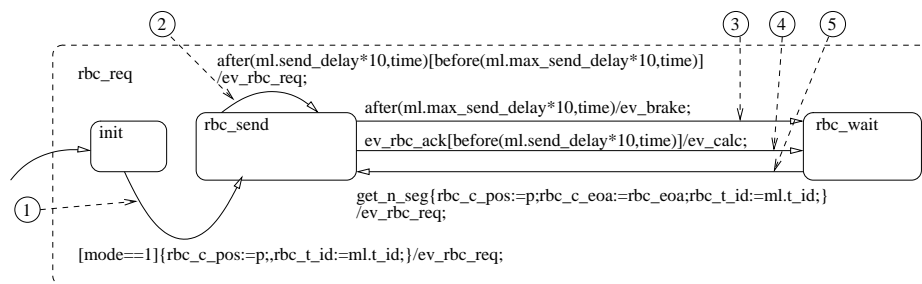 2
3
4
5
after(ml.send_delay*10,time)[before(ml.max_send_delay*10,time)]
rbc_req
/ev_rbc_req;
after(ml.max_send_delay*10,time)/ev_brake;
init
rbc_send
rbc_wait
ev_rbc_ack[before(ml.send_delay*10,time]/ev_calc;
get_n_seg{rbc_c_pos:=p;rbc_c_eoa:=rbc_eoa;rbc_t_id:=ml.t_id;}
1
/ev_rbc_req;
[mode==1]{rbc_c_pos:=p;,rbc_t_id:=ml.t_id;}/ev_rbc_req;